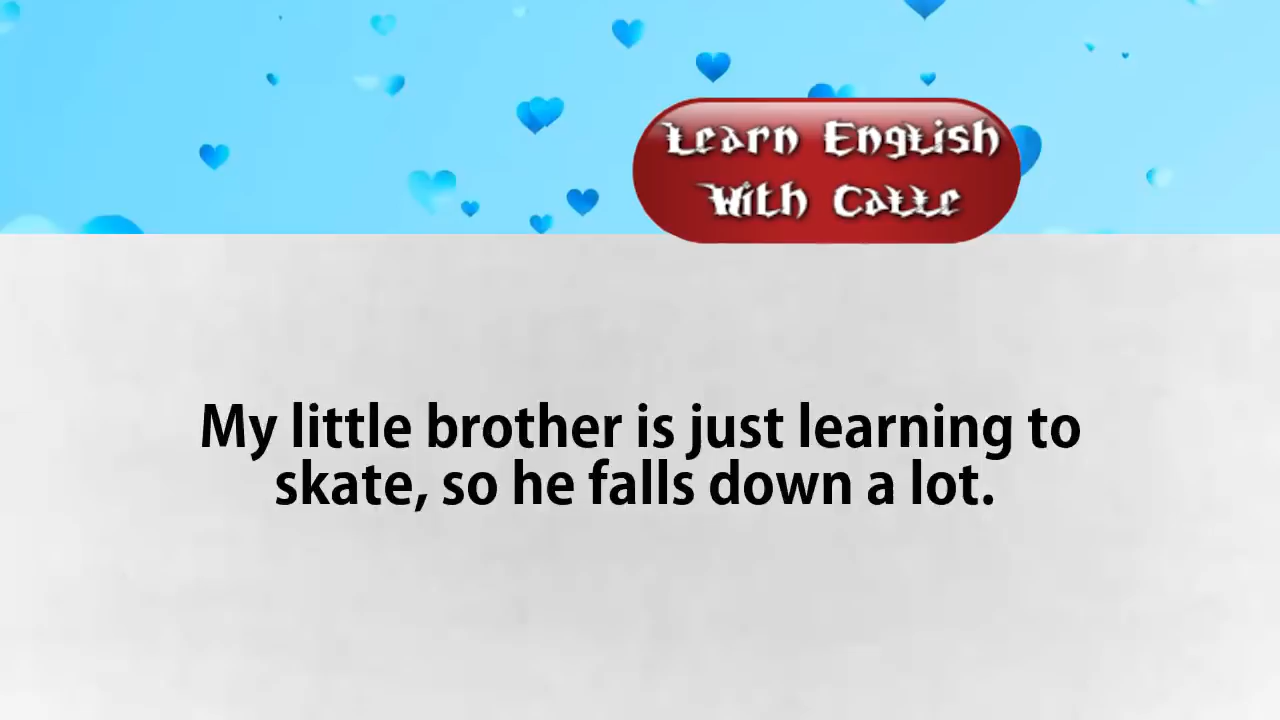 Learn English
With Catte
My little brother is just learning to
skate, so he falls down a lot.